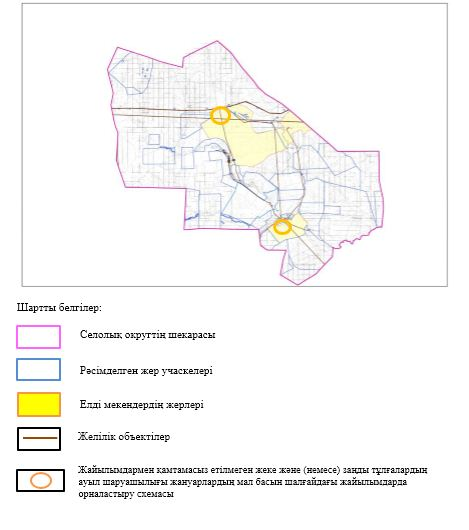 Шартты белгілер:
Селолық округтің шекарасы
Рәсімделген жер учаскелері
Елді мекендердің жерлері
Желілік объектілер
Жайылымдармен қамтамасыз етілмеген жеке және (немесе) заңды тұлғалардың
ауыл шаруашылығы жануарлардың мал басын шалғайдағы жайылымдарда
орналастыру схемасы